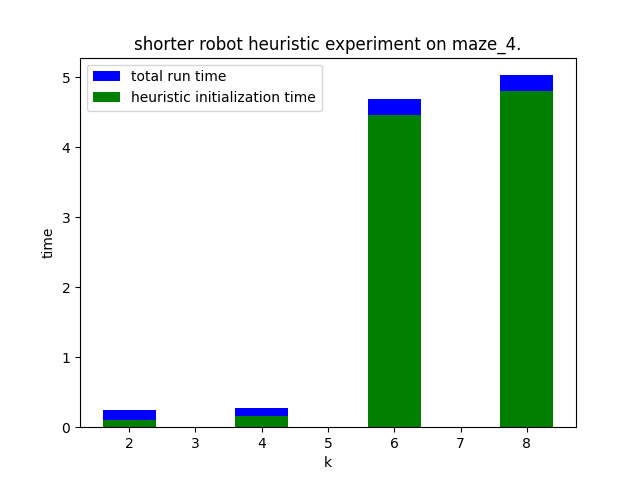 shorter robot heuristic experiment on maze_4.
total run time
heuristic initialization time
5
4
3
2
1
0
time
2 3 4 5 6 7 8
k